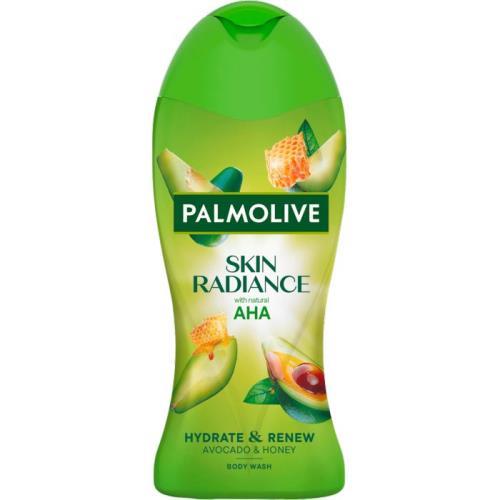 PALMOLIVE
SKIN
RADIANCE
with natural
AHA
HYDRATE & RENEW
AVOCADO & HONEY
BODY WASH